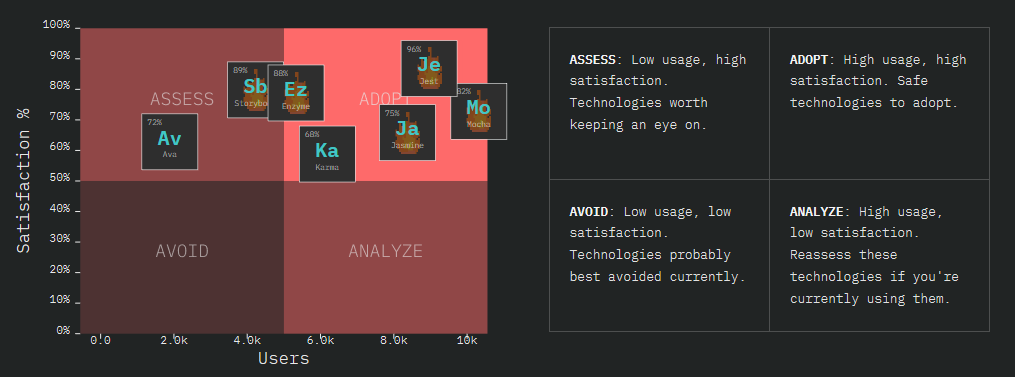 100%
90%
80%
70%
60%
50%
40%
30%
20%
10%
0%
Satisfaction %
0.0
2.0k
4.0k
6.0k
8.0k
10k
Users
ASSESS
ADOPT
AVOID
ANALYZE
72%
Av
Ava
89%
Sb
Storybo
88%
Ez
Enzyme
68%
Ka
Karma
96%
Je
Jest
75%
Ja
Jasmine
82%
Mo
Mocha
ASSESS: Low usage, high
satisfaction.
Technologies worth
keeping an eye on.
ADOPT: High usage, high
satisfaction. Safe
technologies to adopt.
AVOID: Low usage, low
satisfaction.
Technologies probably
best avoided currently.
ANALYZE: High usage,
low satisfaction.
Reassess these
technologies if you're
currently using them.